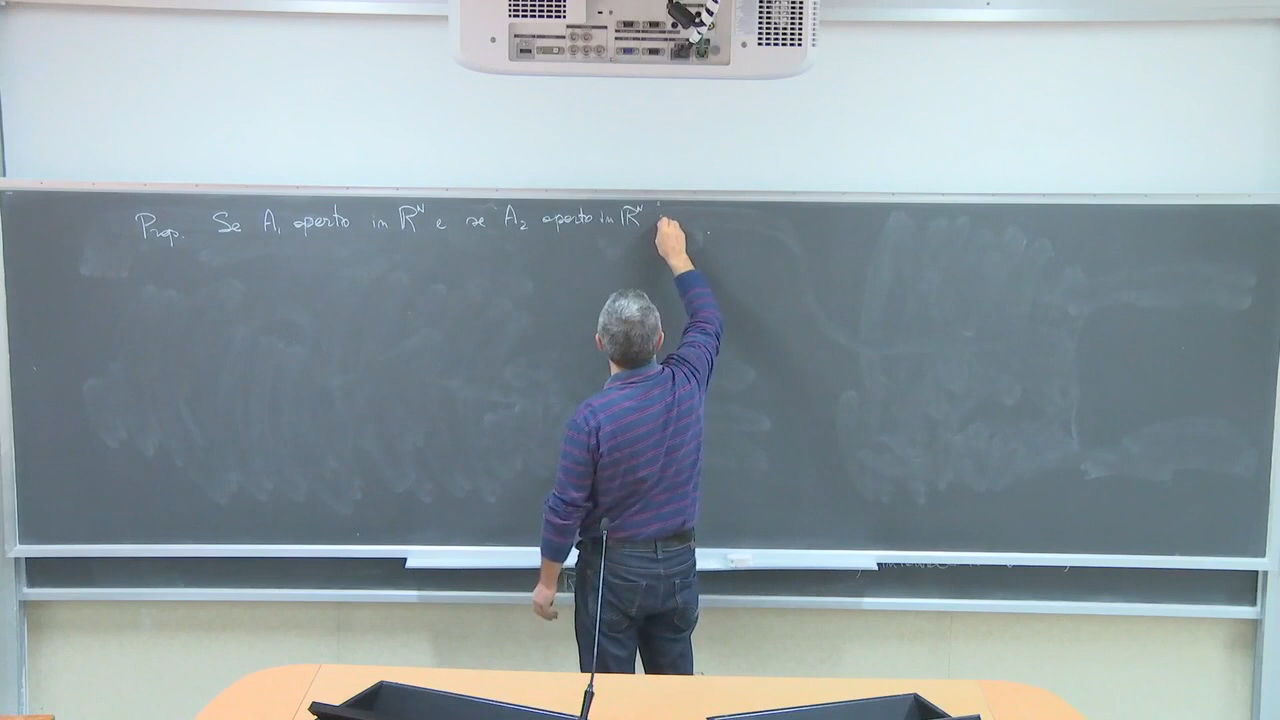 Prop. Se A₁ aperto in ℝᴺ e se A₂ aperto in ℝᴺ